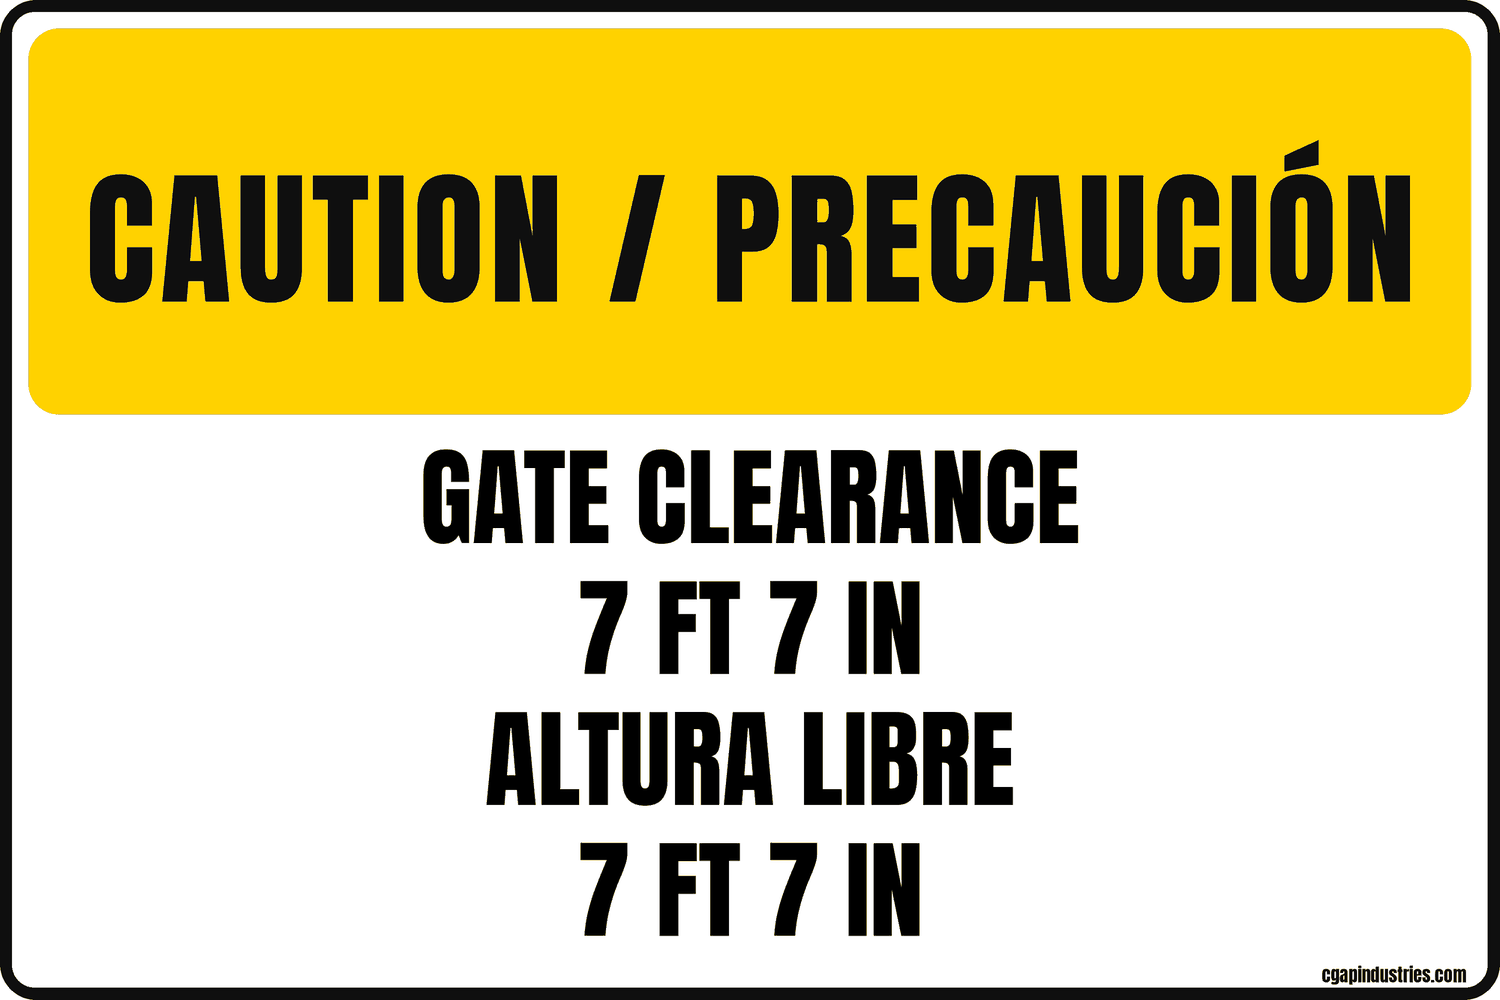 CAUTION / PRECAUCIÓN
GATE CLEARANCE
7 FT 7 IN
ALTURA LIBRE
7 FT 7 IN
cgapindustries.com